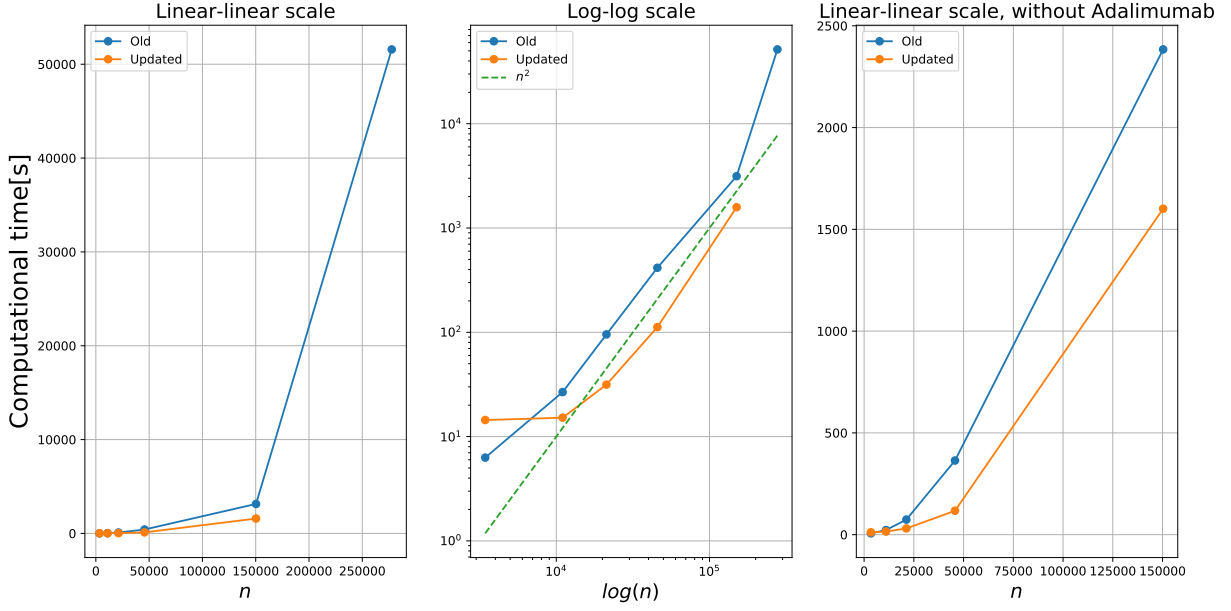 Linear-linear scale
Old
Updated
50000
40000
30000
20000
10000
0
Computational time[s]
0 50000 100000 150000 200000 250000
n
Log-log scale
Old
Updated
n²
10⁴
10³
10²
10¹
10⁰
10⁴ 10⁵
log(n)
Linear-linear scale, without Adalimumab
Old
Updated
2500
2000
1500
1000
500
0
0 25000 50000 75000 100000 125000 150000
n